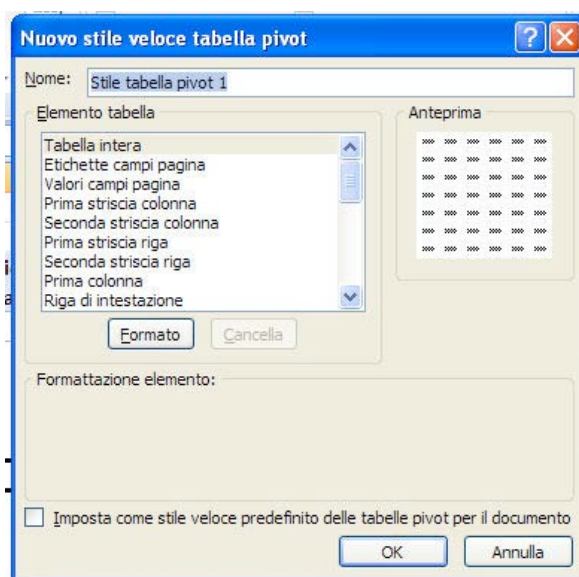 Nuovo stile veloce tabella pivot
Nome: Stile tabella pivot 1
Elemento tabella
Tabella intera
Etichette campi pagina
Valori campi pagina
Prima striscia colonna
Seconda striscia colonna
Prima striscia riga
Seconda striscia riga
Prima colonna
Riga di intestazione
Formato Cancella
Anteprima
Formattazione elemento:
Imposta come stile veloce predefinito delle tabelle pivot per il documento
OK Annulla